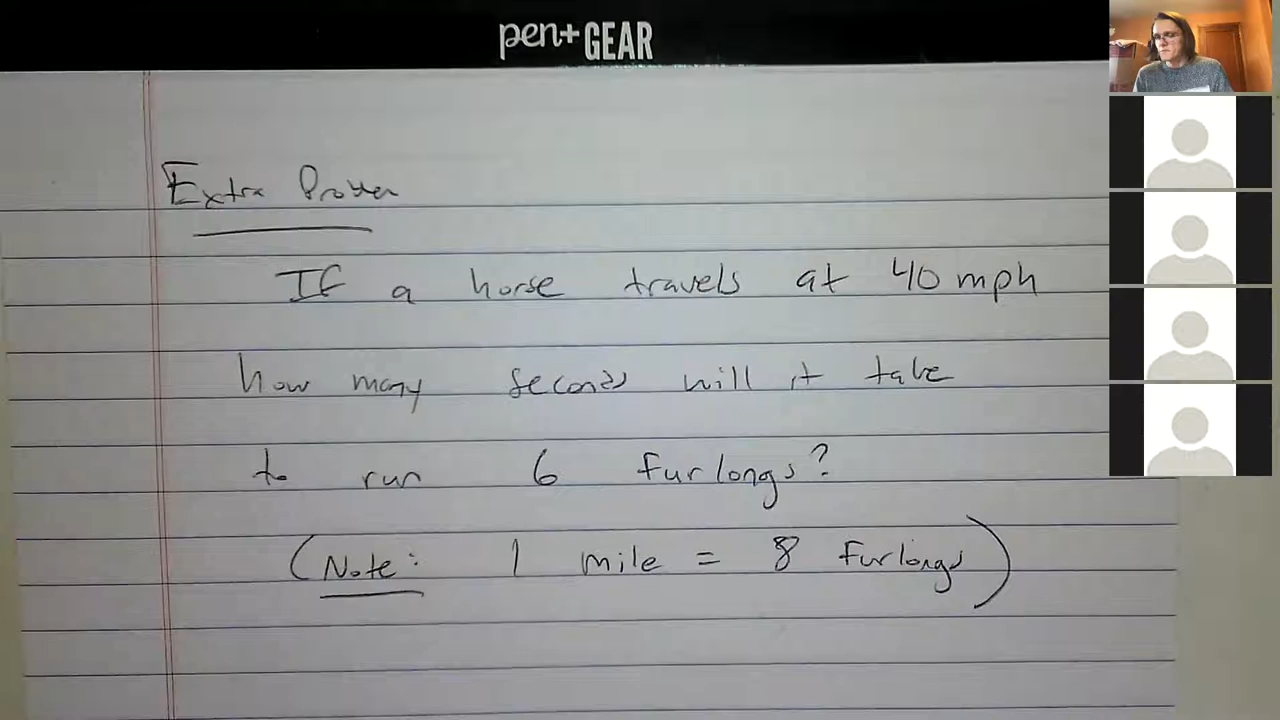 pen+GEAR
Extra Problem
If a horse travels at 40 mph
how many seconds will it take
to run 6 furlongs?
(Note: 1 mile = 8 furlongs)